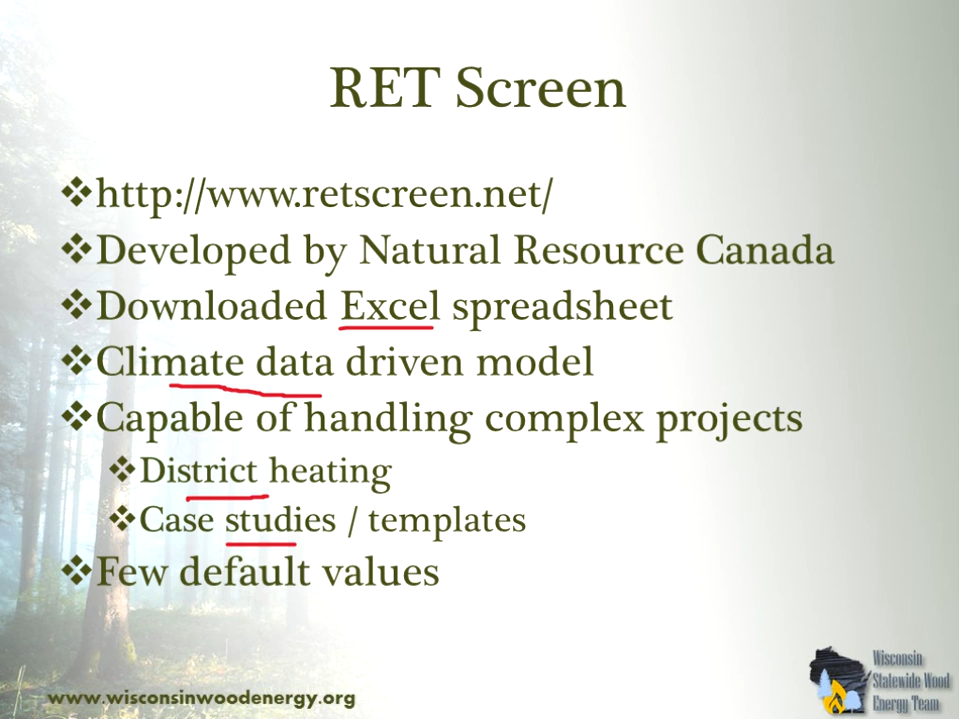 RET Screen
❖http://www.retscreen.net/
❖Developed by Natural Resource Canada
❖Downloaded Excel spreadsheet
❖Climate data driven model
❖Capable of handling complex projects
❖District heating
❖Case studies / templates
❖Few default values
www.wisconsinwoodenergy.org
Wisconsin
Statewide Wood
Energy Team